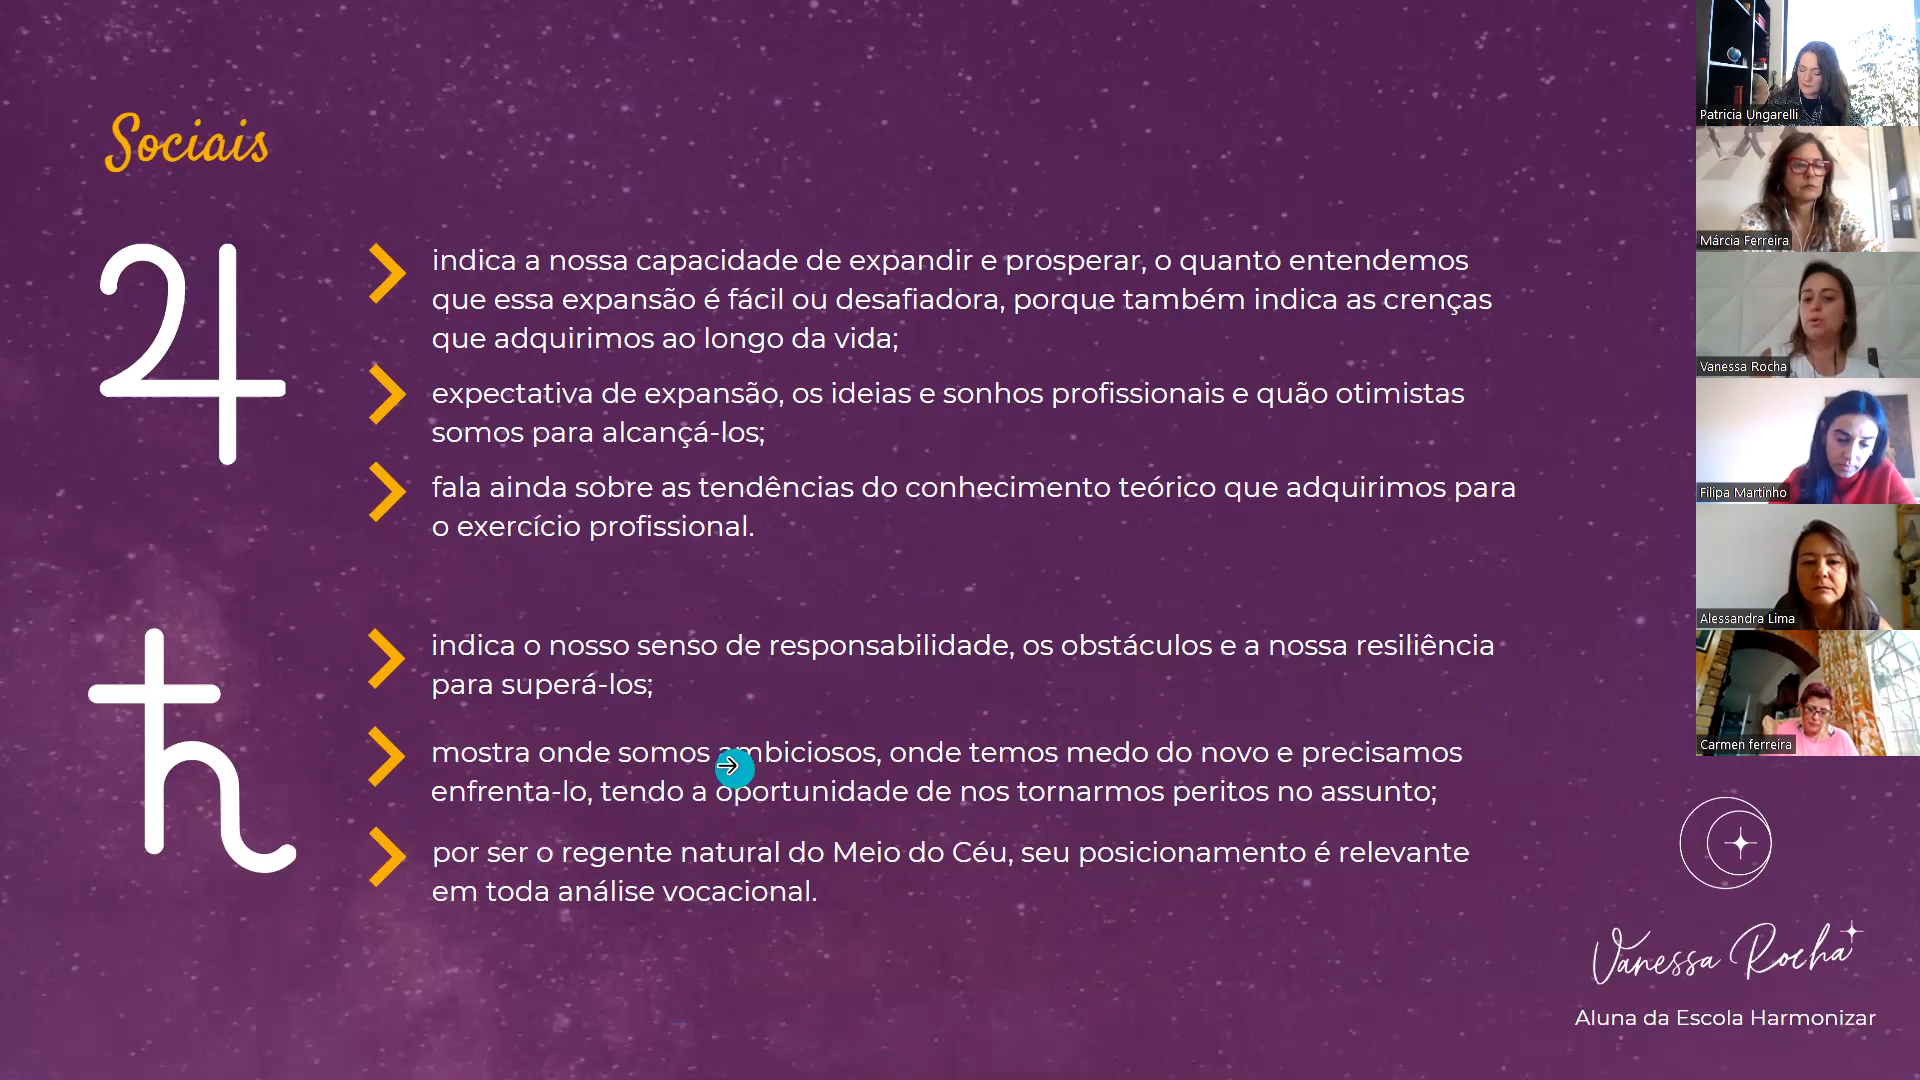 Sociais
indica a nossa capacidade de expandir e prosperar, o quanto entendemos
que essa expansão é fácil ou desafiadora, porque também indica as crenças
que adquirimos ao longo da vida;
expectativa de expansão, os ideias e sonhos profissionais e quão otimistas
somos para alcançá-los;
fala ainda sobre as tendências do conhecimento teórico que adquirimos para
o exercício profissional.
indica o nosso senso de responsabilidade, os obstáculos e a nossa resiliência
para superá-los;
mostra onde somos ambiciosos, onde temos medo do novo e precisamos
enfrenta-lo, tendo a oportunidade de nos tornarmos peritos no assunto;
por ser o regente natural do Meio do Céu, seu posicionamento é relevante
em toda análise vocacional.
Patricia Ungarelli
Márcia Ferreira
Vanessa Rocha
Filipa Martinho
Alessandra Lima
Carmen ferreira
Vanessa Rocha
Aluna da Escola Harmonizar